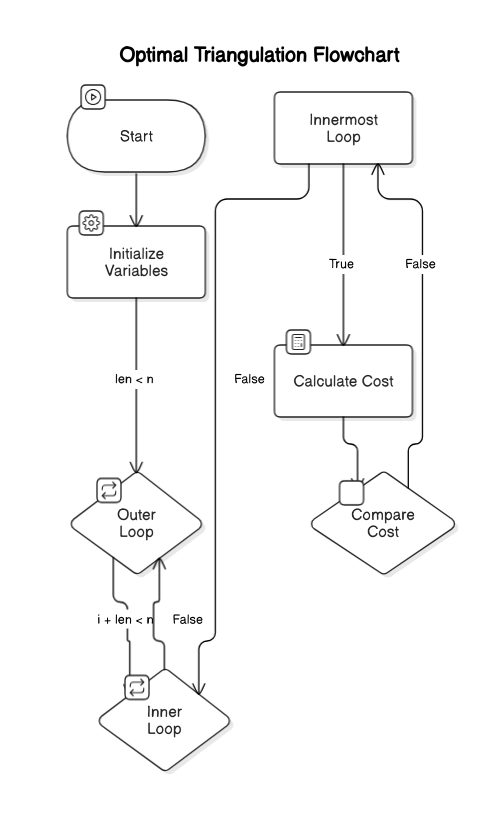 Optimal Triangulation Flowchart
Start
Initialize
Variables
len < n
Outer
Loop
i + len < n
False
Inner
Loop
False
Innermost
Loop
True
False
Calculate Cost
Compare
Cost